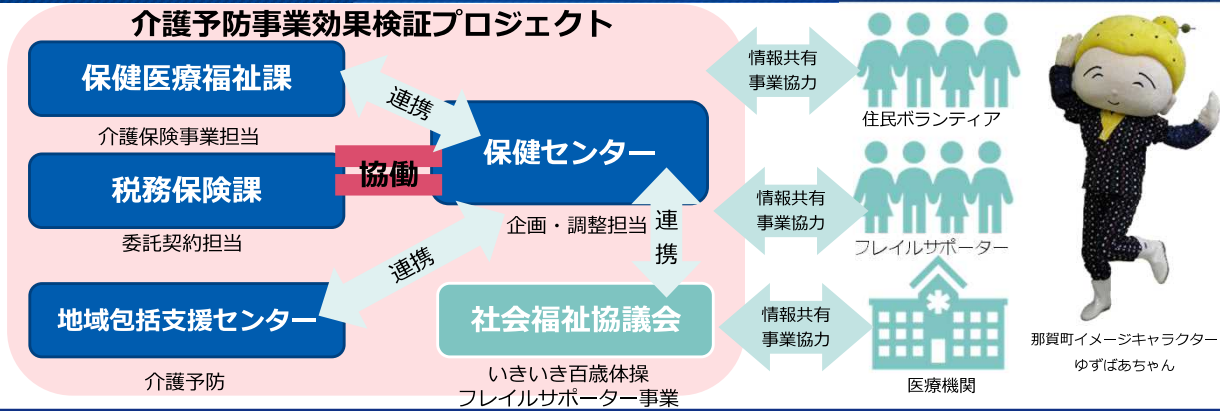 介護予防事業効果検証プロジェクト
保健医療福祉課
介護保険事業担当
税務保険課
委託契約担当
地域包括支援センター
介護予防
連携
協働
連携
保健センター
企画・調整担当
連携
社会福祉協議会
いきいき百歳体操
フレイルサポーター事業
情報共有
事業協力
住民ボランティア
情報共有
事業協力
フレイルサポーター
情報共有
事業協力
医療機関
那賀町イメージキャラクター
ゆずばあちゃん